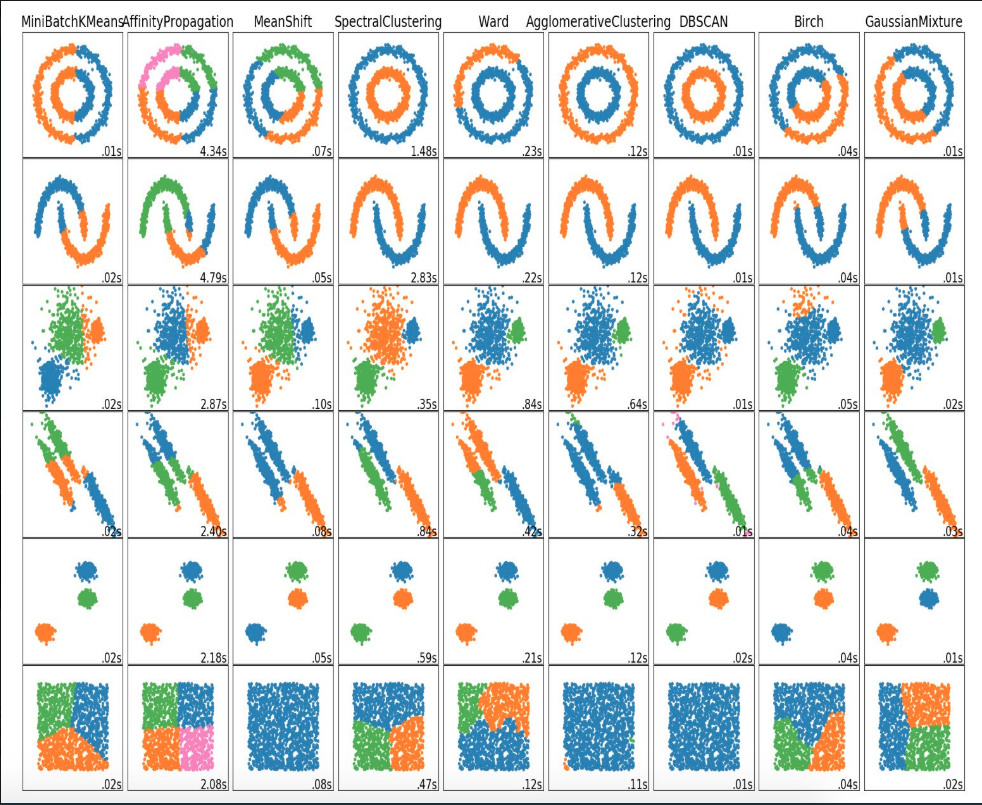 MiniBatchKMeans AffinityPropagation MeanShift SpectralClustering Ward AgglomerativeClustering DBSCAN Birch GaussianMixture
.01s 4.34s .07s 1.48s .23s .12s .01s .04s .01s
.02s 4.79s .05s 2.83s .22s .12s .01s .04s .01s
.02s 2.87s .10s .35s .84s .64s .01s .05s .02s
.02s 2.40s .08s .84s .42s .32s .01s .04s .03s
.02s 2.18s .05s .59s .21s .12s .02s .04s .01s
.02s 2.08s .08s .47s .12s .11s .01s .04s .02s